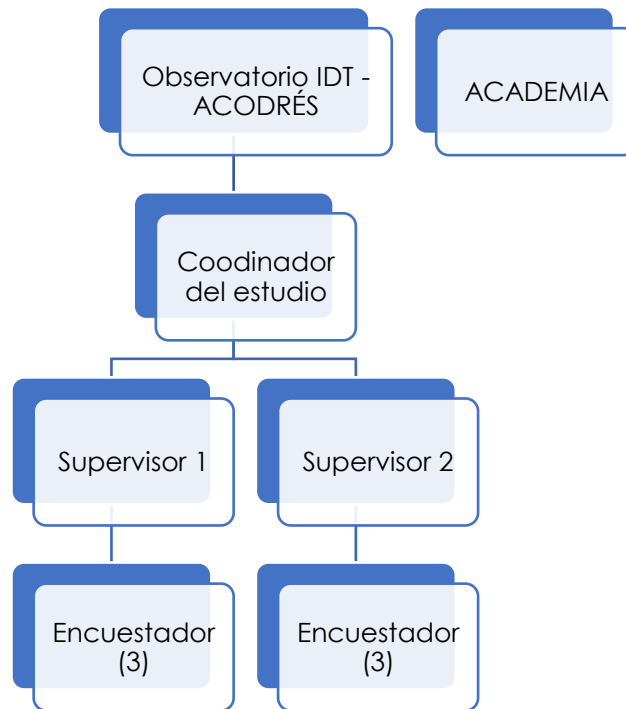 Observatorio IDT -
ACODRÉS
ACADEMIA
Coodinador
del estudio
Supervisor 1
Supervisor 2
Encuestador
(3)
Encuestador
(3)